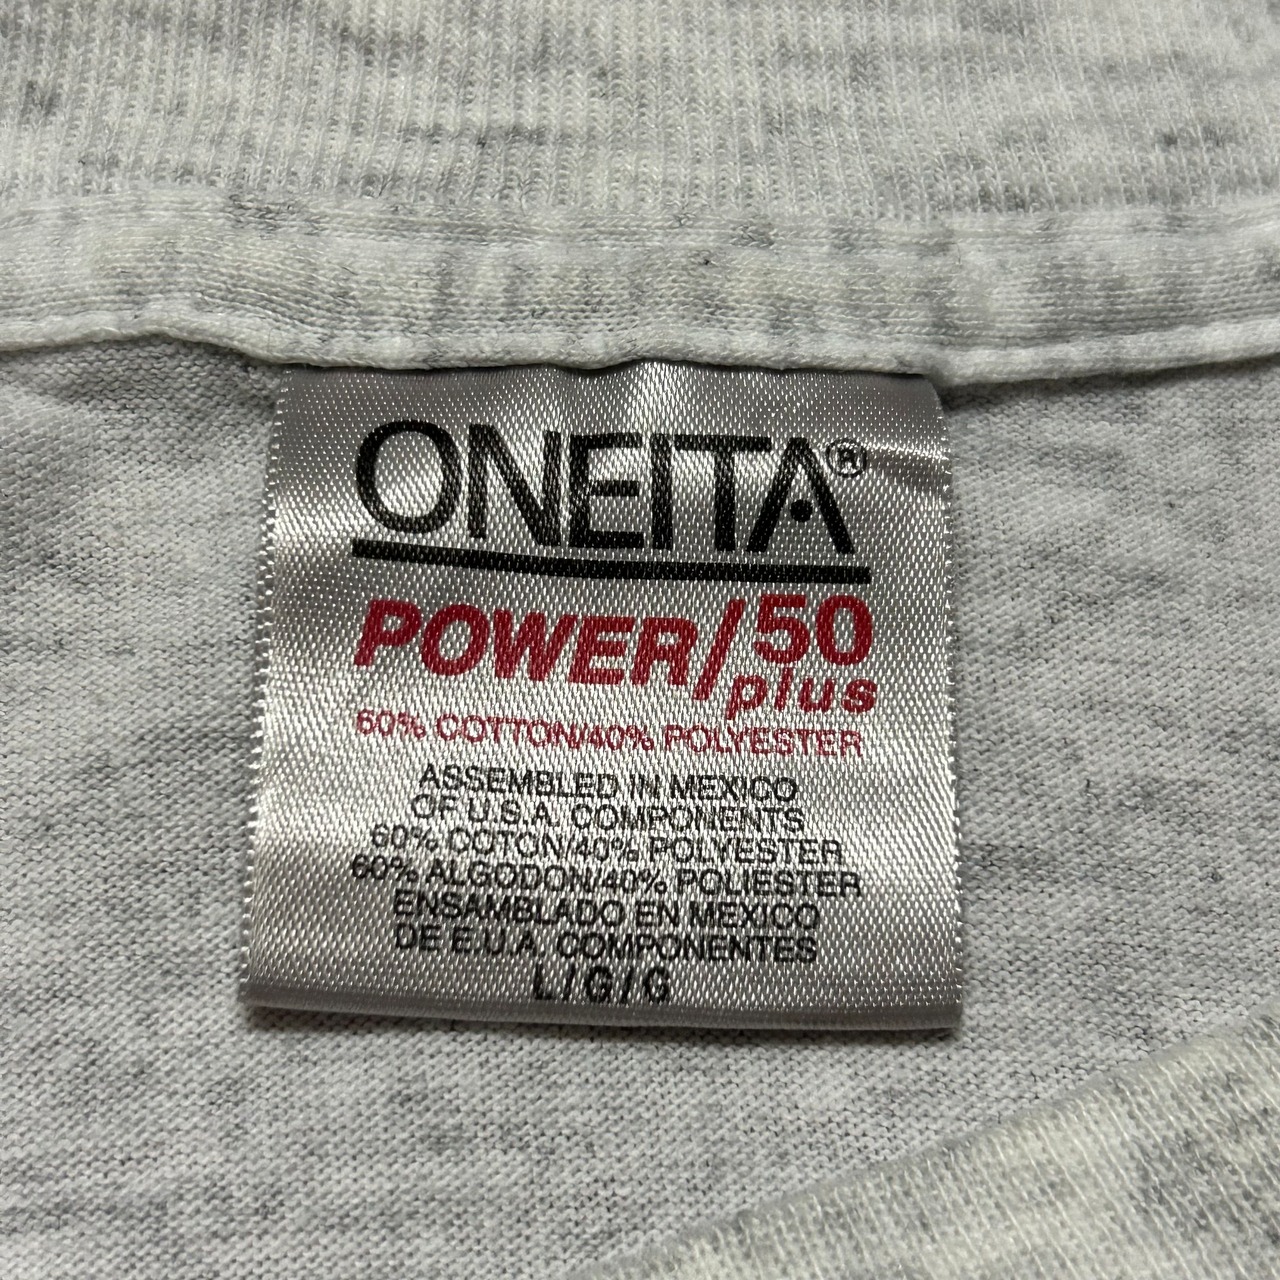 ONEITA®
POWER/50
plus
60% COTTON/40% POLYESTER
ASSEMBLED IN MEXICO
OF U.S.A. COMPONENTS
60% COTON/40% POLYESTER
60% ALGODON/40% POLIESTER
ENSAMBLADO EN MEXICO
DE E.U.A. COMPONENTES
L/G/G